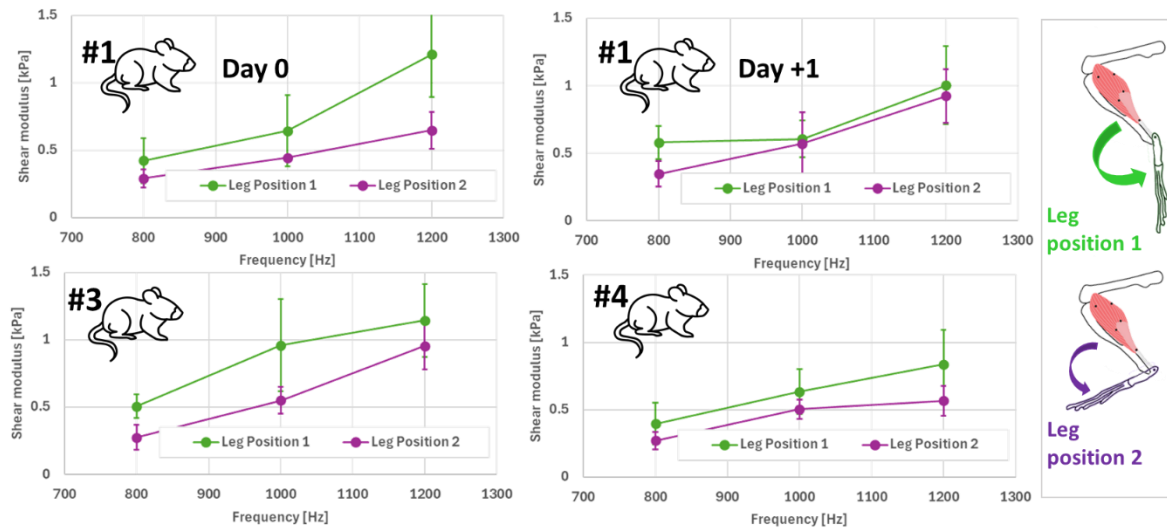 #1
Day 0
Shear modulus [kPa]
1.5
1
0.5
0
Leg Position 1
Leg Position 2
700 800 900 1000 1100 1200 1300
Frequency [Hz]
#1
Day +1
Shear modulus [kPa]
1.5
1
0.5
0
Leg Position 1
Leg Position 2
700 800 900 1000 1100 1200 1300
Frequency [Hz]
#3
Shear modulus [kPa]
1.5
1
0.5
0
Leg Position 1
Leg Position 2
700 800 900 1000 1100 1200 1300
Frequency [Hz]
#4
Shear modulus [kPa]
1.5
1
0.5
0
Leg Position 1
Leg Position 2
700 800 900 1000 1100 1200 1300
Frequency [Hz]
Leg
position 1
Leg
position 2